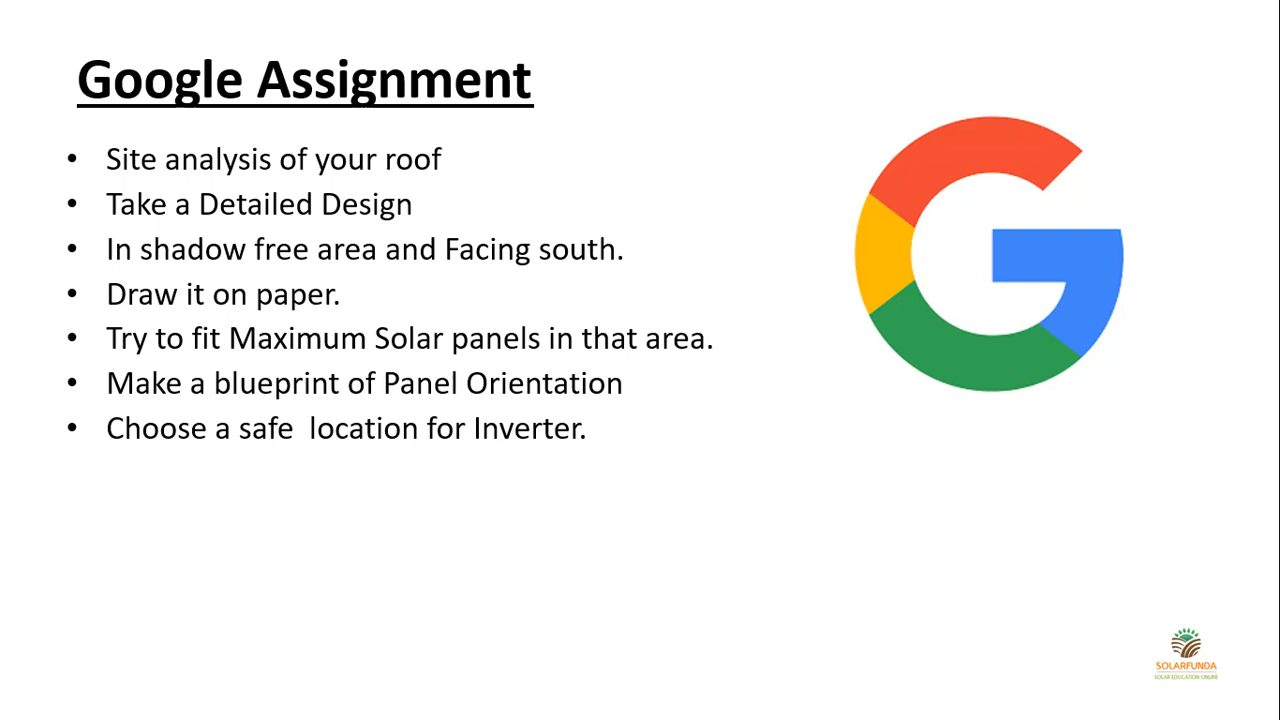 Google Assignment
• Site analysis of your roof
• Take a Detailed Design
• In shadow free area and Facing south.
• Draw it on paper.
• Try to fit Maximum Solar panels in that area.
• Make a blueprint of Panel Orientation
• Choose a safe  location for Inverter.
SOLARFUNDA
SOLAR EDUCATION ONLINE